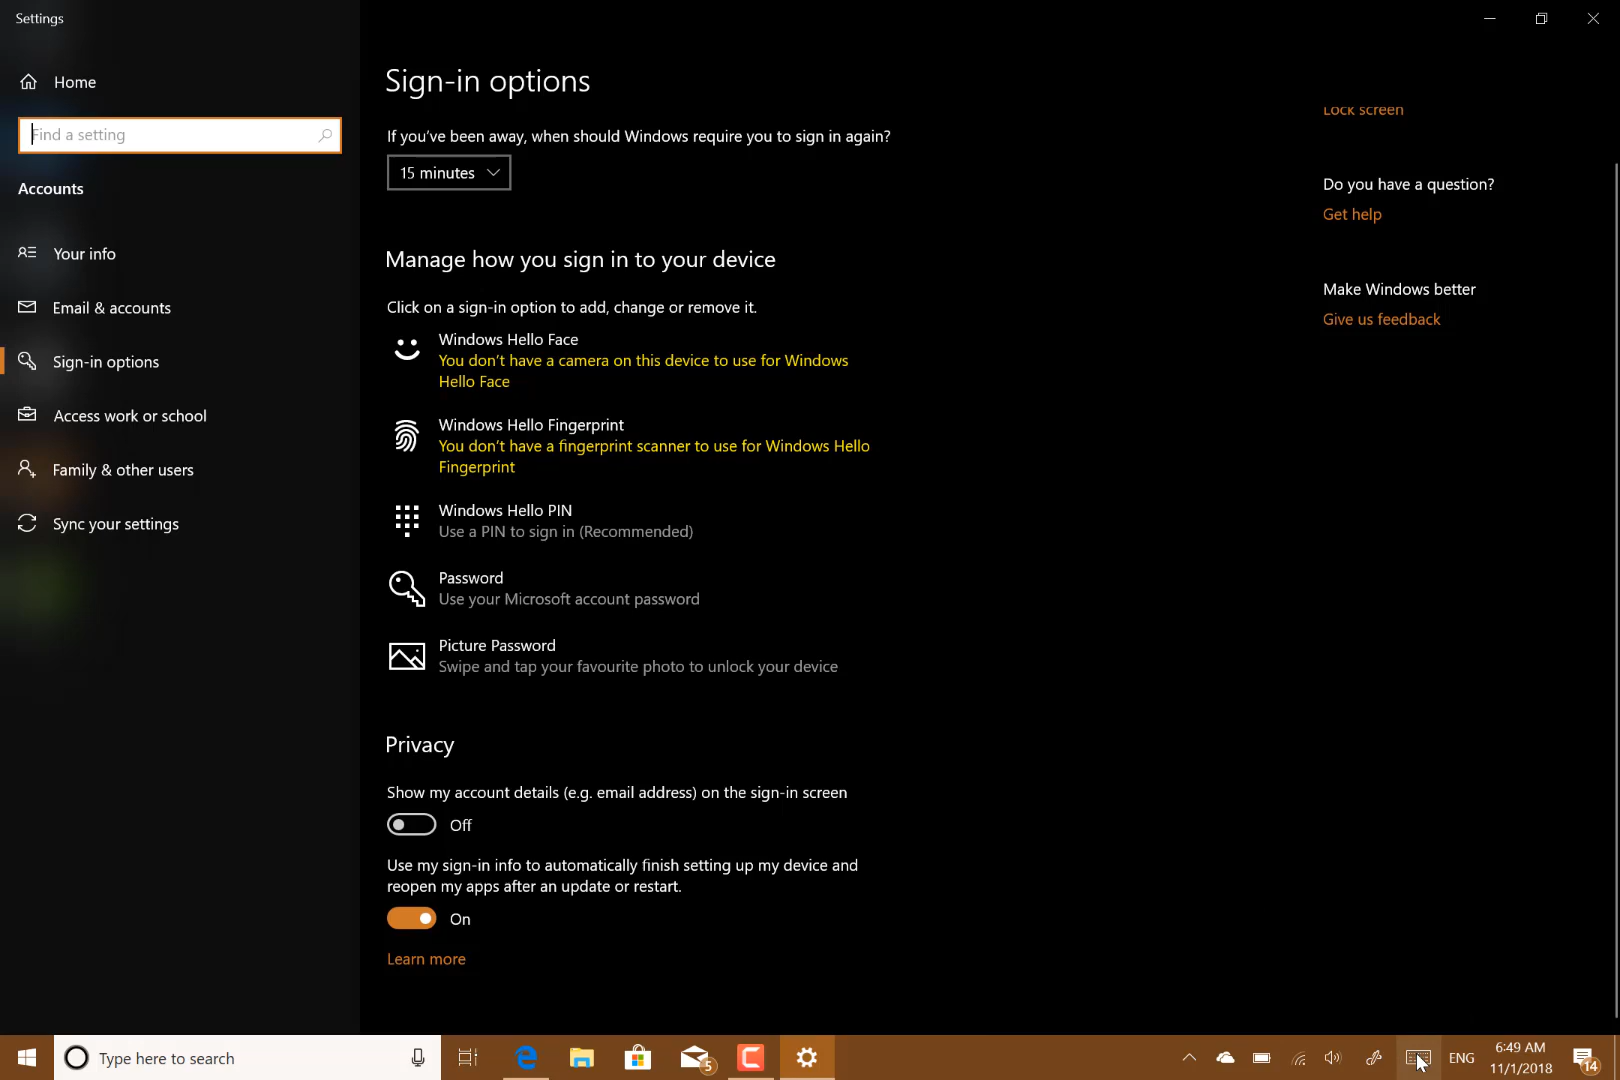 Settings
Home
Find a setting
Accounts
Your info
Email & accounts
Sign-in options
Access work or school
Family & other users
Sync your settings
Sign-in options
If you've been away, when should Windows require you to sign in again?
15 minutes
Manage how you sign in to your device
Click on a sign-in option to add, change or remove it.
Windows Hello Face
You don't have a camera on this device to use for Windows
Hello Face
Windows Hello Fingerprint
You don't have a fingerprint scanner to use for Windows Hello
Fingerprint
Windows Hello PIN
Use a PIN to sign in (Recommended)
Password
Use your Microsoft account password
Picture Password
Swipe and tap your favourite photo to unlock your device
Privacy
Show my account details (e.g. email address) on the sign-in screen
Off
Use my sign-in info to automatically finish setting up my device and
reopen my apps after an update or restart.
On
Learn more
Lock screen
Do you have a question?
Get help
Make Windows better
Give us feedback
Type here to search
5
ENG
6:49 AM
11/1/2018
14